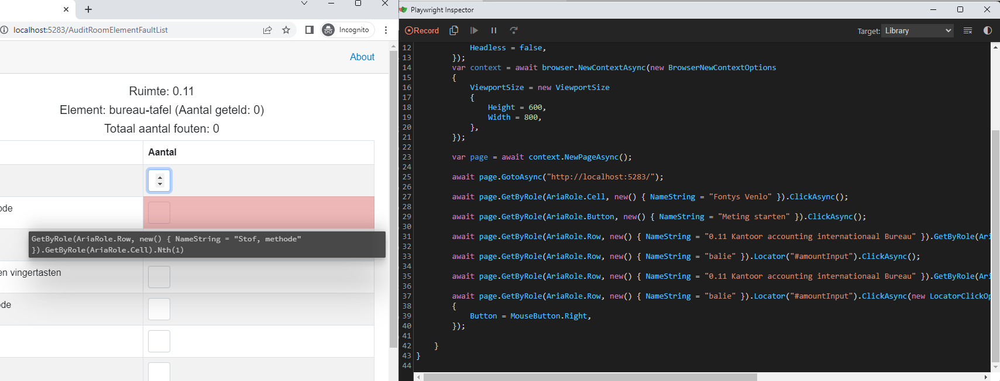 localhost:5283/AuditRoomElementFaultList
Incognito
About
Ruimte: 0.11
Element: bureau-tafel (Aantal geteld: 0)
Totaal aantal fouten: 0
Aantal
ode
GetByRole(AriaRole.Row, new() { NameString = "Stof, methode"
}).GetByRole(AriaRole.Cell).Nth(1)
en vingertasten
de
Playwright Inspector
Record
Target: Library
12 Headless = false,
13 });
14 var context = await browser.NewContextAsync(new BrowserNewContextOptions
15 {
16 ViewportSize = new ViewportSize
17 {
18 Height = 600,
19 Width = 800,
20 },
21 });
22
23 var page = await context.NewPageAsync();
24
25 await page.GotoAsync("http://localhost:5283/");
26
27 await page.GetByRole(AriaRole.Cell, new() { NameString = "Fontys Venlo" }).ClickAsync();
28
29 await page.GetByRole(AriaRole.Button, new() { NameString = "Meting starten" }).ClickAsync();
30
31 await page.GetByRole(AriaRole.Row, new() { NameString = "0.11 Kantoor accounting internationaal Bureau" }).GetByRole(Ari
32
33 await page.GetByRole(AriaRole.Row, new() { NameString = "balie" }).Locator("#amountInput").ClickAsync();
34
35 await page.GetByRole(AriaRole.Row, new() { NameString = "0.11 Kantoor accounting internationaal Bureau" }).GetByRole(Ari
36
37 await page.GetByRole(AriaRole.Row, new() { NameString = "balie" }).Locator("#amountInput").ClickAsync(new LocatorClickOp
38 {
39 Button = MouseButton.Right,
40 });
41
42 }
43 }
44